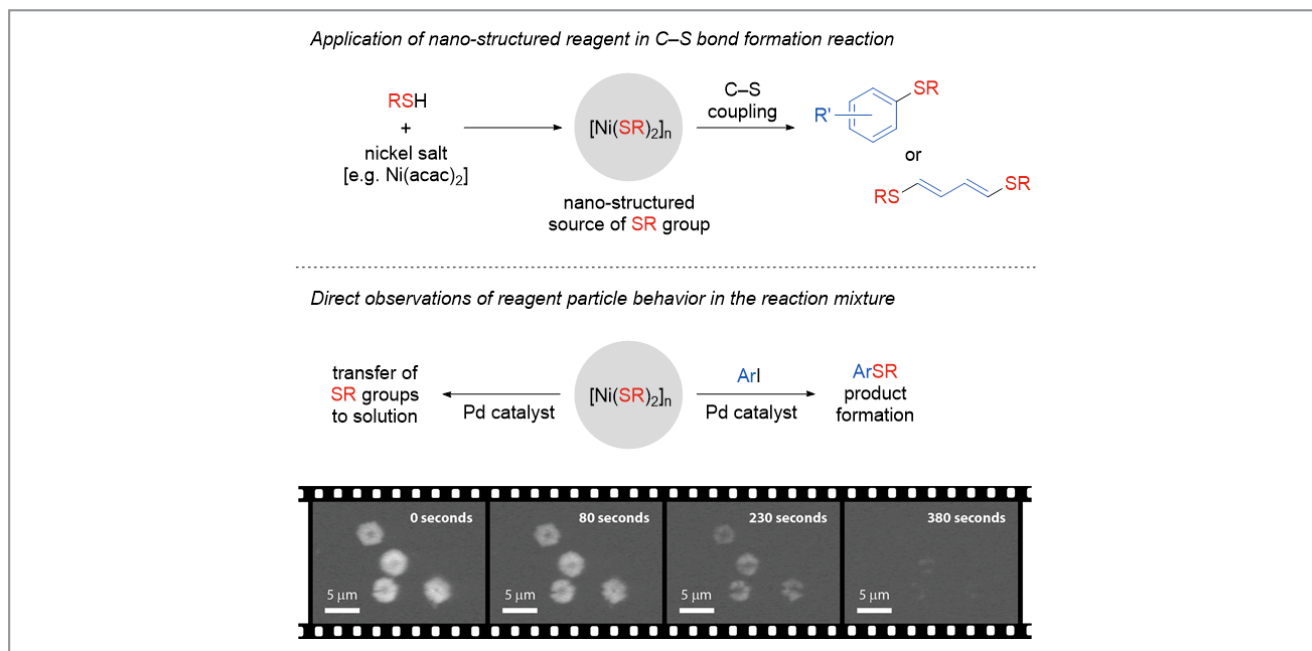 Application of nano-structured reagent in C–S bond formation reaction
RSH
+
nickel salt
[e.g. Ni(acac)2]
[Ni(SR)2]n
nano-structured
source of SR group
C–S
coupling
R'
SR
or
RS
SR
Direct observations of reagent particle behavior in the reaction mixture
transfer of
SR groups
to solution
Pd catalyst
[Ni(SR)2]n
ArI
Pd catalyst
ArSR
product
formation
0 seconds
5 μm
80 seconds
5 μm
230 seconds
5 μm
380 seconds
5 μm